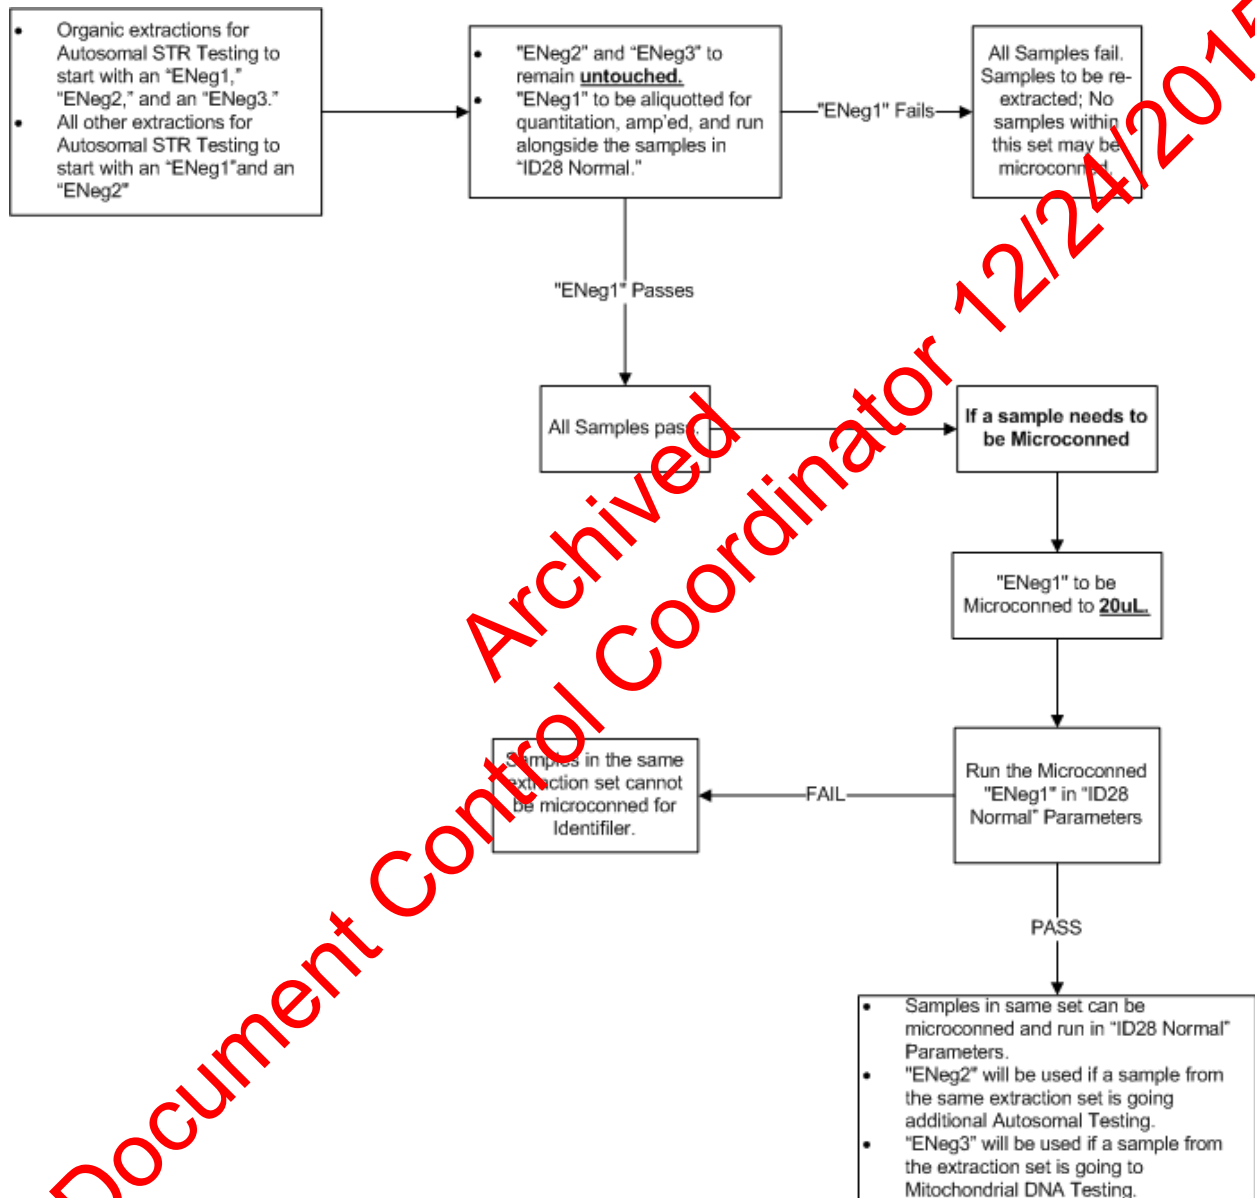 • Organic extractions for
Autosomal STR Testing to
start with an "ENeg1,"
"ENeg2," and an "ENeg3."
• All other extractions for
Autosomal STR Testing to
start with an "ENeg1"and an
"ENeg2"
• "ENeg2" and "ENeg3" to
remain untouched.
• "ENeg1" to be aliquotted for
quantitation, amp'ed, and run
alongside the samples in
"ID28 Normal."
"ENeg1" Fails
All Samples fail.
Samples to be re-
extracted; No
samples within
this set may be
microconned.
"ENeg1" Passes
All Samples pass.
If a sample needs to
be Microconned
"ENeg1" to be
Microconned to 20uL.
Run the Microconned
"ENeg1" in "ID28
Normal" Parameters
FAIL
Samples in the same
extraction set cannot
be microconned for
Identifiler.
PASS
• Samples in same set can be
microconned and run in "ID28 Normal"
Parameters.
• "ENeg2" will be used if a sample from
the same extraction set is going
additional Autosomal Testing.
• "ENeg3" will be used if a sample from
the extraction set is going to
Mitochondrial DNA Testing.
Archived
Document Control Coordinator 12/24/2015